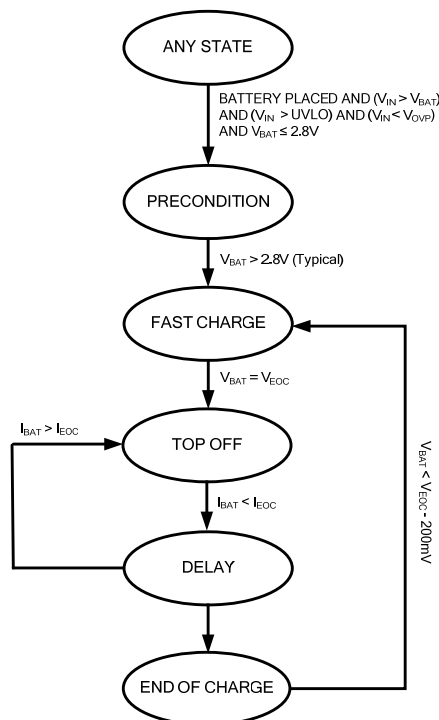 ANY STATE
BATTERY PLACED AND (VIN > VBAT)
AND (VIN > UVLO) AND (VIN < VOVP)
AND VBAT ≤ 2.8V
PRECONDITION
VBAT > 2.8V (Typical)
FAST CHARGE
VBAT = VEOC
IBAT > IEOC
TOP OFF
IBAT < IEOC
VBAT < VEOC - 200mV
DELAY
END OF CHARGE